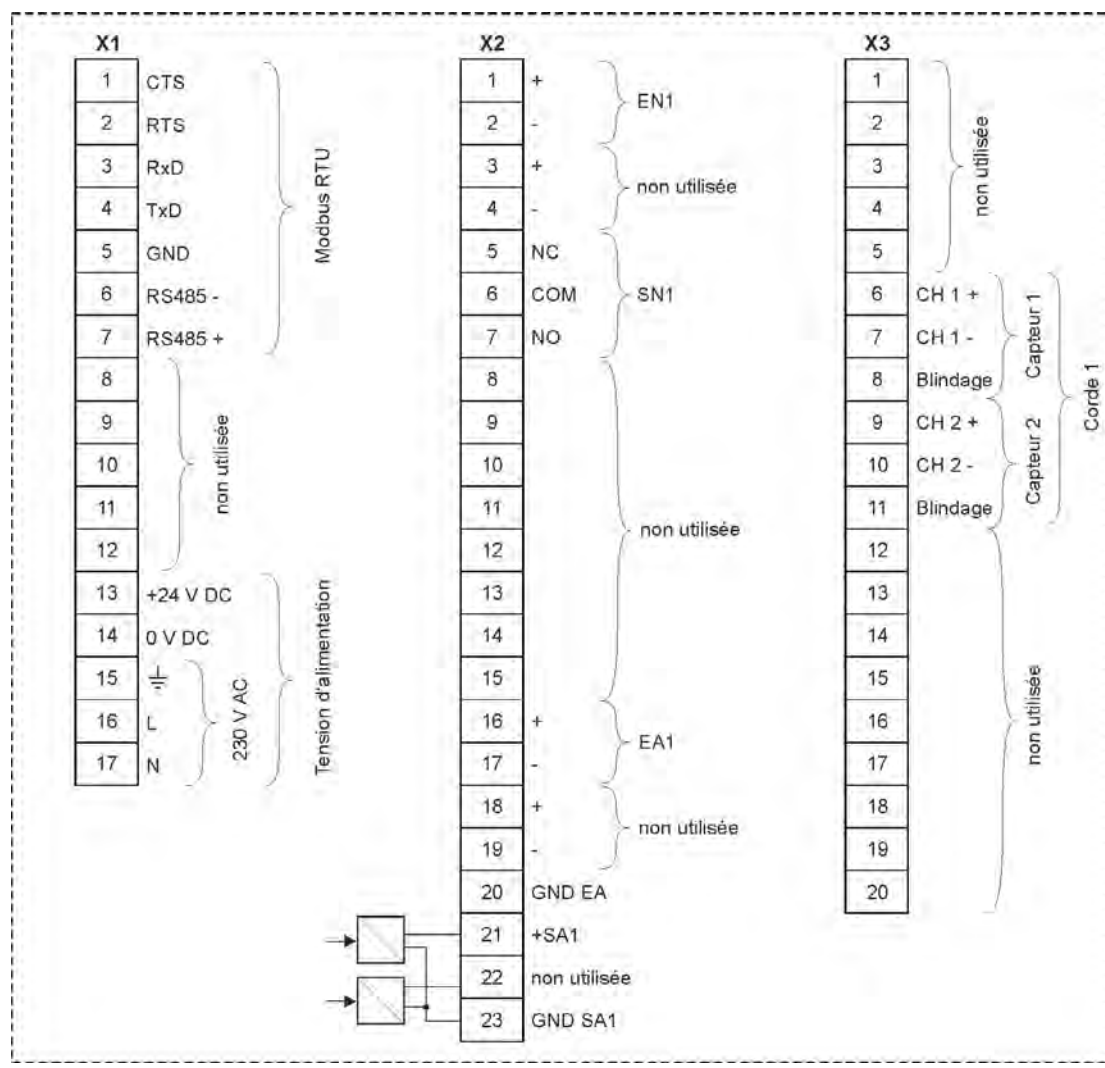 X1
1 CTS
2 RTS
3 RxD
4 TxD
5 GND
6 RS485 -
7 RS485 +
Modbus RTU
8
9
10
11
12
non utilisée
13 +24 V DC
14 0 V DC
15
16 L
17 N
230 V AC
Tension d'alimentation
X2
1 +
2 -
EN1
3 +
4 -
non utilisée
5 NC
6 COM
7 NO
SN1
8
9
10
11
12
13
14
15
non utilisée
16 +
17 -
EA1
18 +
19 -
non utilisée
20 GND EA
21 +SA1
22 non utilisée
23 GND SA1
X3
1
2
3
4
5
non utilisée
6 CH 1 +
7 CH 1 -
8 Blindage
Capteur 1
9 CH 2 +
10 CH 2 -
11 Blindage
Capteur 2
Corde 1
12
13
14
15
16
17
18
19
20
non utilisée